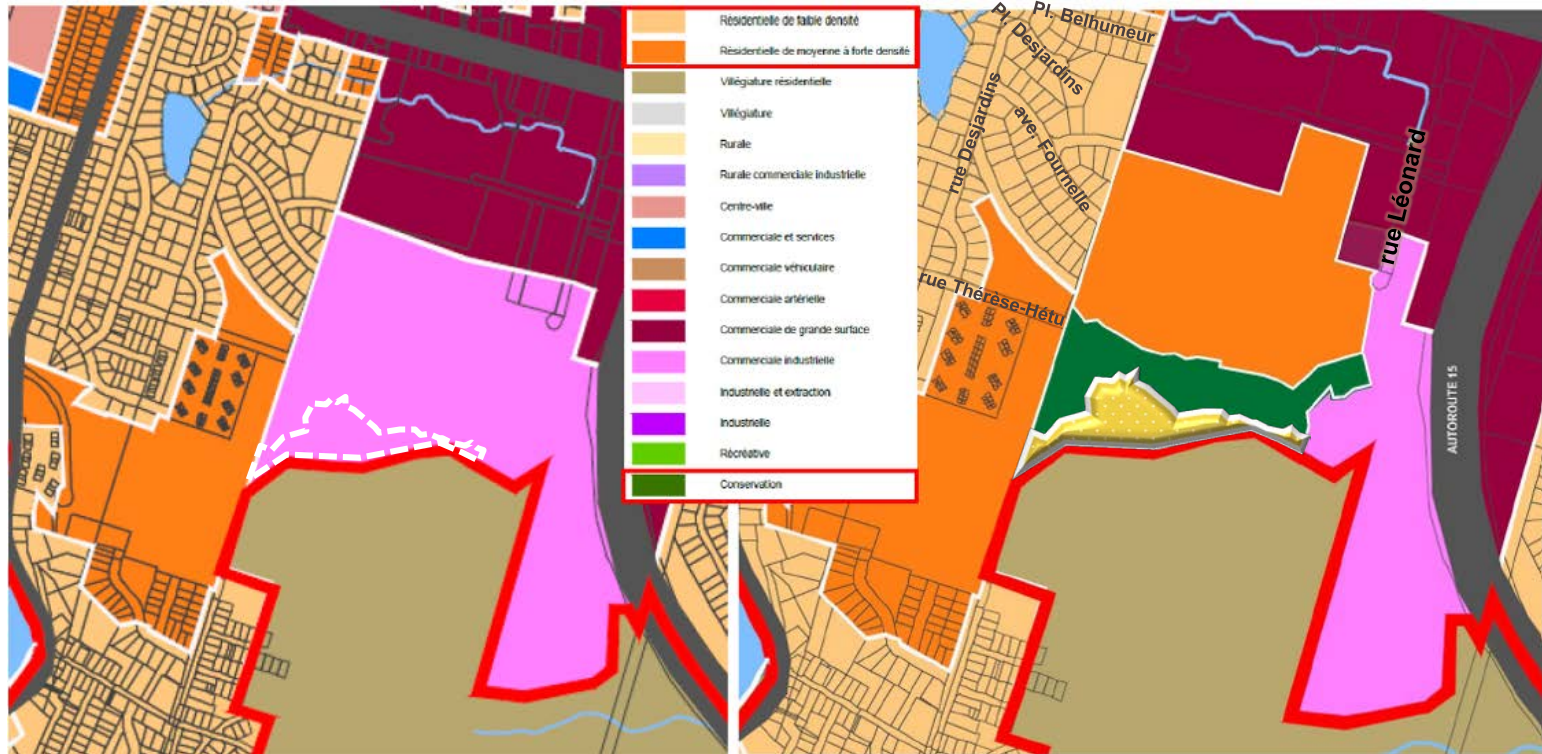 Résidentielle de faible densité
Résidentielle de moyenne à forte densité
Villégiature résidentielle
Villégiature
Rurale
Rurale commerciale industrielle
Centre-ville
Commerciale et services
Commerciale véhiculaire
Commerciale artérielle
Commerciale de grande surface
Commerciale industrielle
Industrielle et extraction
Industrielle
Récréative
Conservation
Pl. Belhumeur
Pl. Desjardins
rue Desjardins
ave. Fournelle
rue Léonard
rue Thérèse-Hétu
AUTOROUTE 15